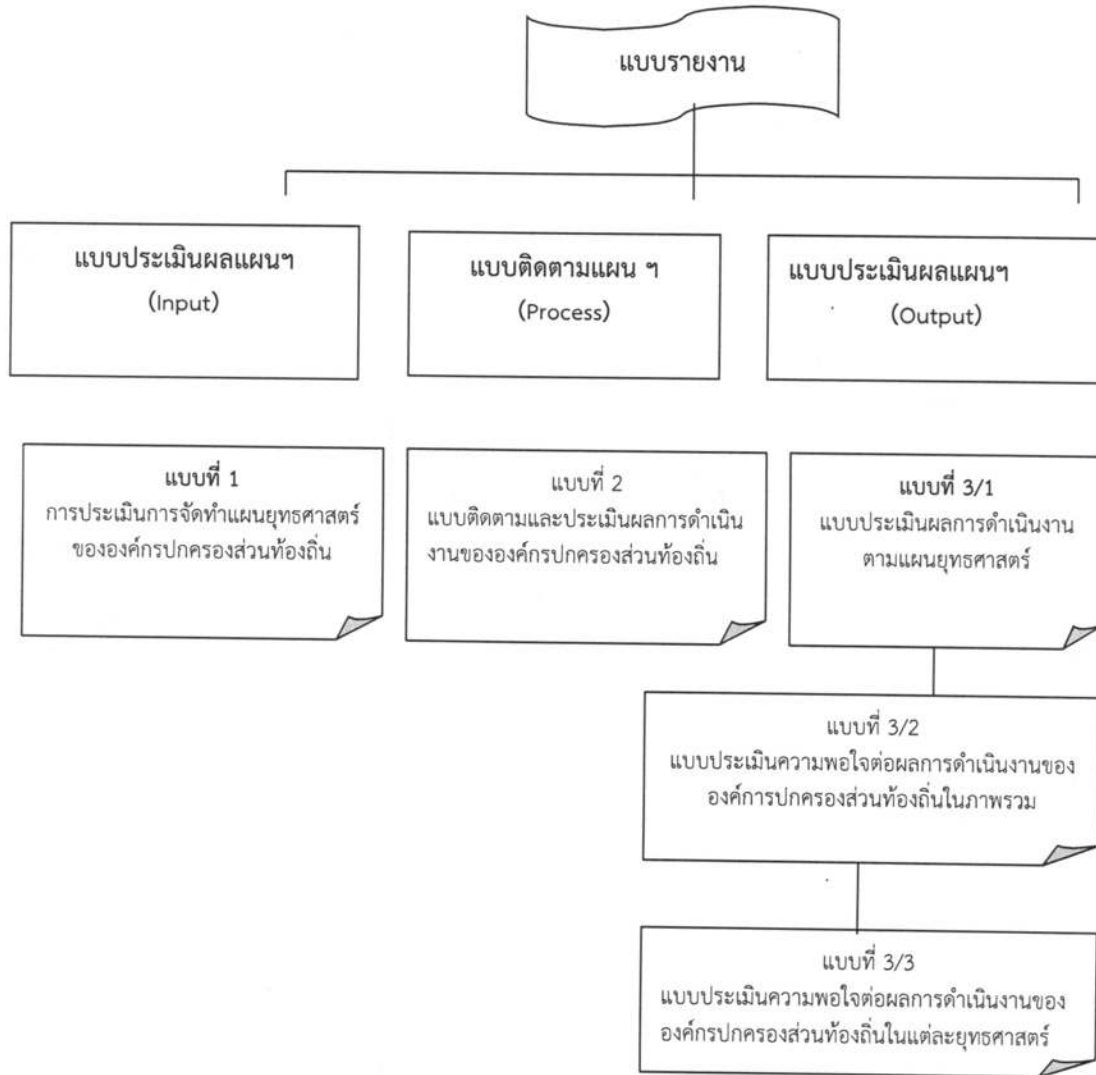 แบบรายงาน
แบบประเมินผลแผนฯ
(Input)
แบบติดตามแผน ฯ
(Process)
แบบประเมินผลแผนฯ
(Output)
แบบที่ 1
การประเมินการจัดทำแผนยุทธศาสตร์
ขององค์กรปกครองส่วนท้องถิ่น
แบบที่ 2
แบบติดตามและประเมินผลการดำเนิน
งานขององค์กรปกครองส่วนท้องถิ่น
แบบที่ 3/1
แบบประเมินผลการดำเนินงาน
ตามแผนยุทธศาสตร์
แบบที่ 3/2
แบบประเมินความพอใจต่อผลการดำเนินงานของ
องค์การปกครองส่วนท้องถิ่นในภาพรวม
แบบที่ 3/3
แบบประเมินความพอใจต่อผลการดำเนินงานของ
องค์กรปกครองส่วนท้องถิ่นในแต่ละยุทธศาสตร์